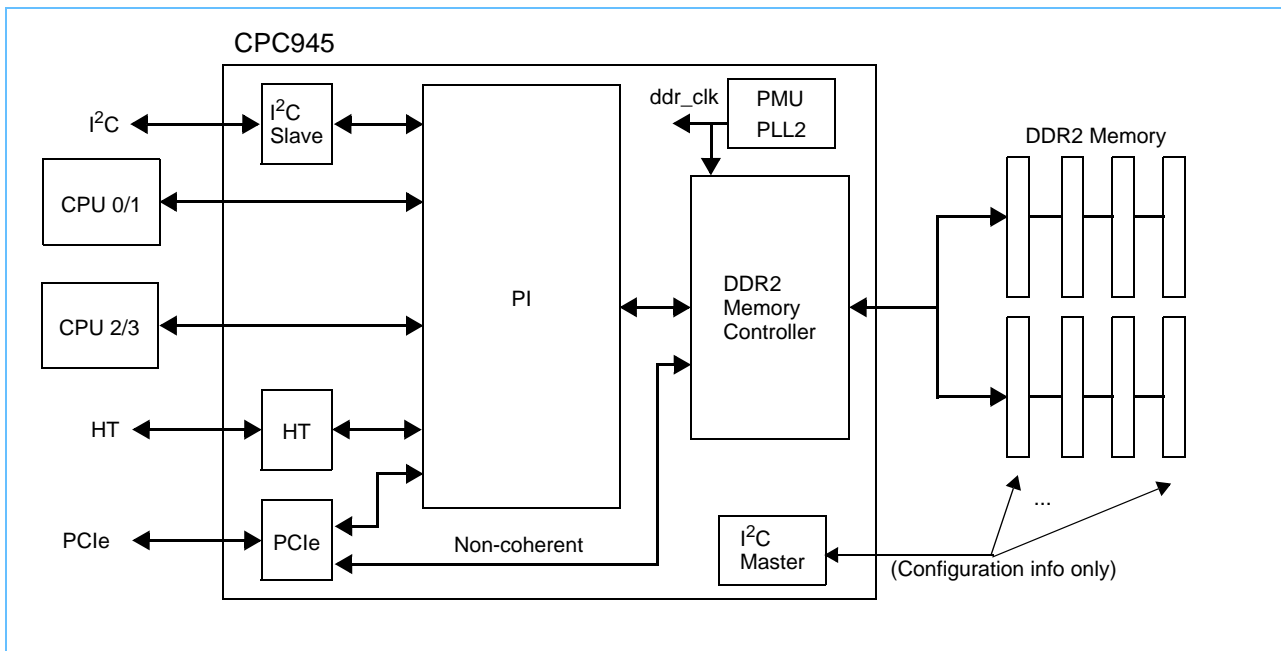 CPC945
I²C
I²C
Slave
ddr_clk
PMU
PLL2
DDR2 Memory
CPU 0/1
CPU 2/3
PI
DDR2
Memory
Controller
HT
HT
PCIe
PCIe
Non-coherent
I²C
Master
...
(Configuration info only)